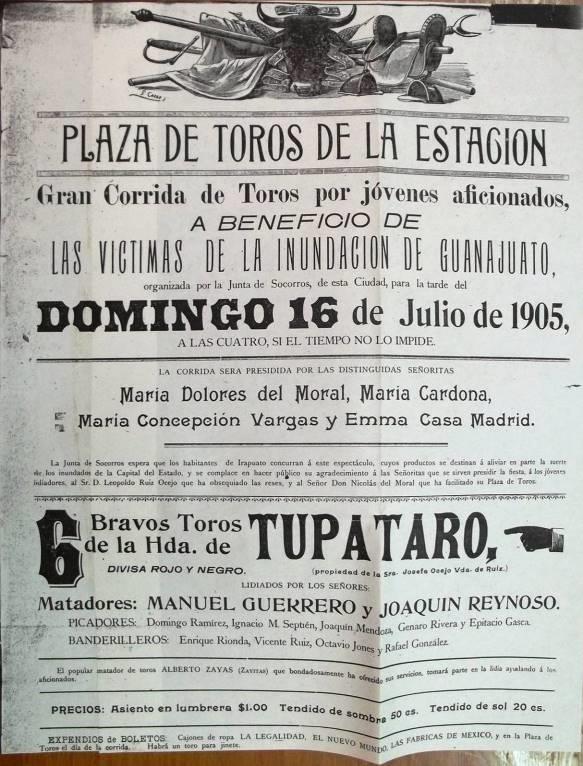 PLAZA DE TOROS DE LA ESTACION
Gran Corrida de Toros por jóvenes aficionados,
A BENEFICIO DE
LAS VICTIMAS DE LA INUNDACION DE GUANAJUATO,
organizada por la Junta de Socorros, de esta Ciudad, para la tarde del
DOMINGO 16 de Julio de 1905,
A LAS CUATRO, SI EL TIEMPO NO LO IMPIDE.
LA CORRIDA SERA PRESIDIDA POR LAS DISTINGUIDAS SEÑORITAS
Maria Dolores del Moral, Maria Cardona,
Maria Concepción Vargas y Emma Casa Madrid.
La Junta de Socorros espera que los habitantes de Irapuato concurran á este espectáculo, cuyos productos se destinan á aliviar en parte la suerte
de los inundados de la Capital del Estado, y se complace en hacer público su agradecimiento á las Señoritas que se sirven presidir la fiesta, á los jóvenes
lidiadores, al Sr. D. Leopoldo Ruiz Ocejo que ha obsequiado las reses, y al Señor Don Nicolás del Moral que ha facilitado su Plaza de Toros.
6 Bravos Toros
de la Hda. de TUPATARO,
DIVISA ROJO Y NEGRO. (propiedad de la Sra. Josefa Ocejo Vda. de Ruiz.)
LIDIADOS POR LOS SEÑORES:
Matadores: MANUEL GUERRERO y JOAQUIN REYNOSO.
PICADORES: Domingo Ramírez, Ignacio M. Septién, Joaquín Mendoza, Genaro Rivera y Epitacio Gasca.
BANDERILLEROS: Enrique Rionda, Vicente Ruiz, Octavio Jones y Rafael González.
El popular matador de toros ALBERTO ZAYAS (ZAYITAS) que bondadosamente ha ofrecido sus servicios, tomará parte en la lidia ayudando á los
aficionados.
PRECIOS: Asiento en lumbrera $1.00 Tendido de sombra 50 cs. Tendido de sol 20 cs.
EXPENDIOS de BOLETOS: Cajones de ropa LA LEGALIDAD, EL NUEVO MUNDO, LAS FABRICAS DE MEXICO, y en la Plaza de
Toros el día de la corrida. Habrá un toro para jinete.